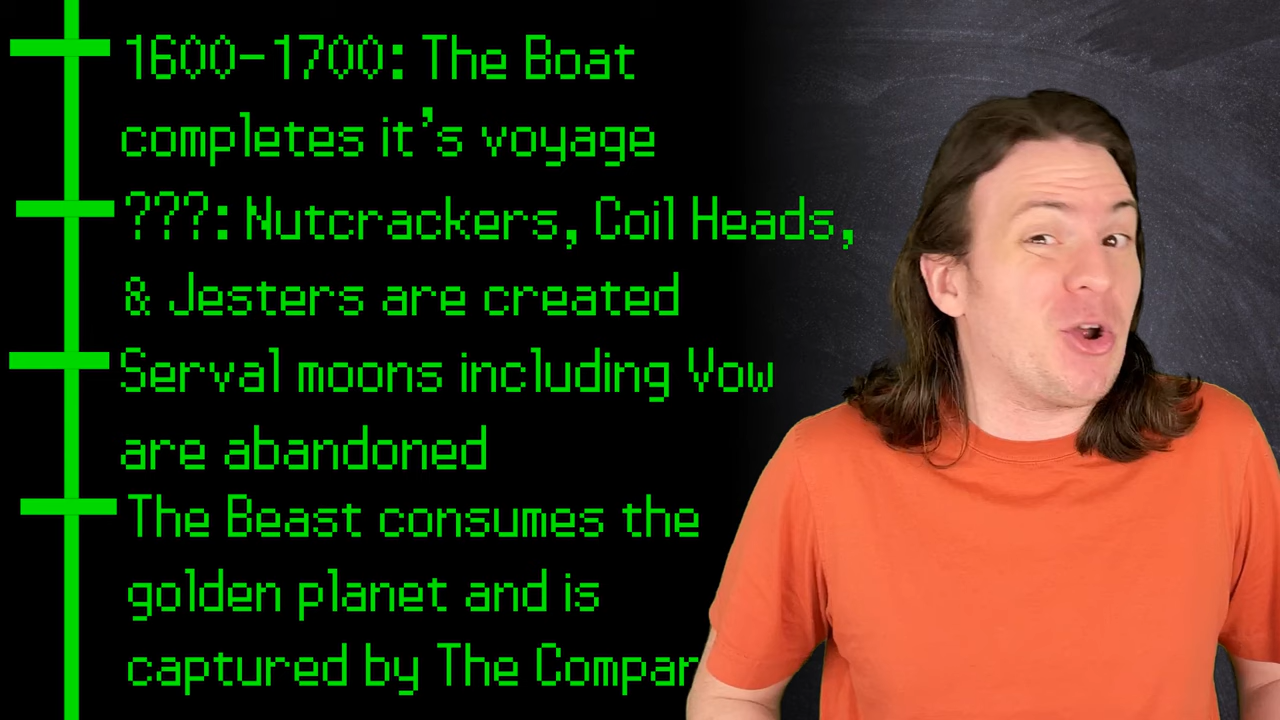 1600-1700: The Boat
completes it's voyage
???: Nutcrackers, Coil Heads,
& Jesters are created
Serval moons including Vow
are abandoned
The Beast consumes the
golden planet and is
captured by The Compan